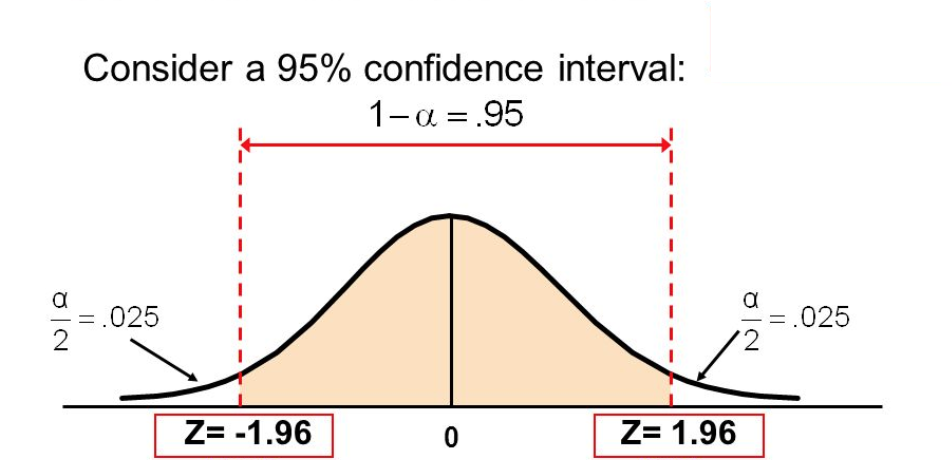 Consider a 95% confidence interval:
1− α = .95
α/2 = .025
α/2 = .025
Z= -1.96
0
Z= 1.96